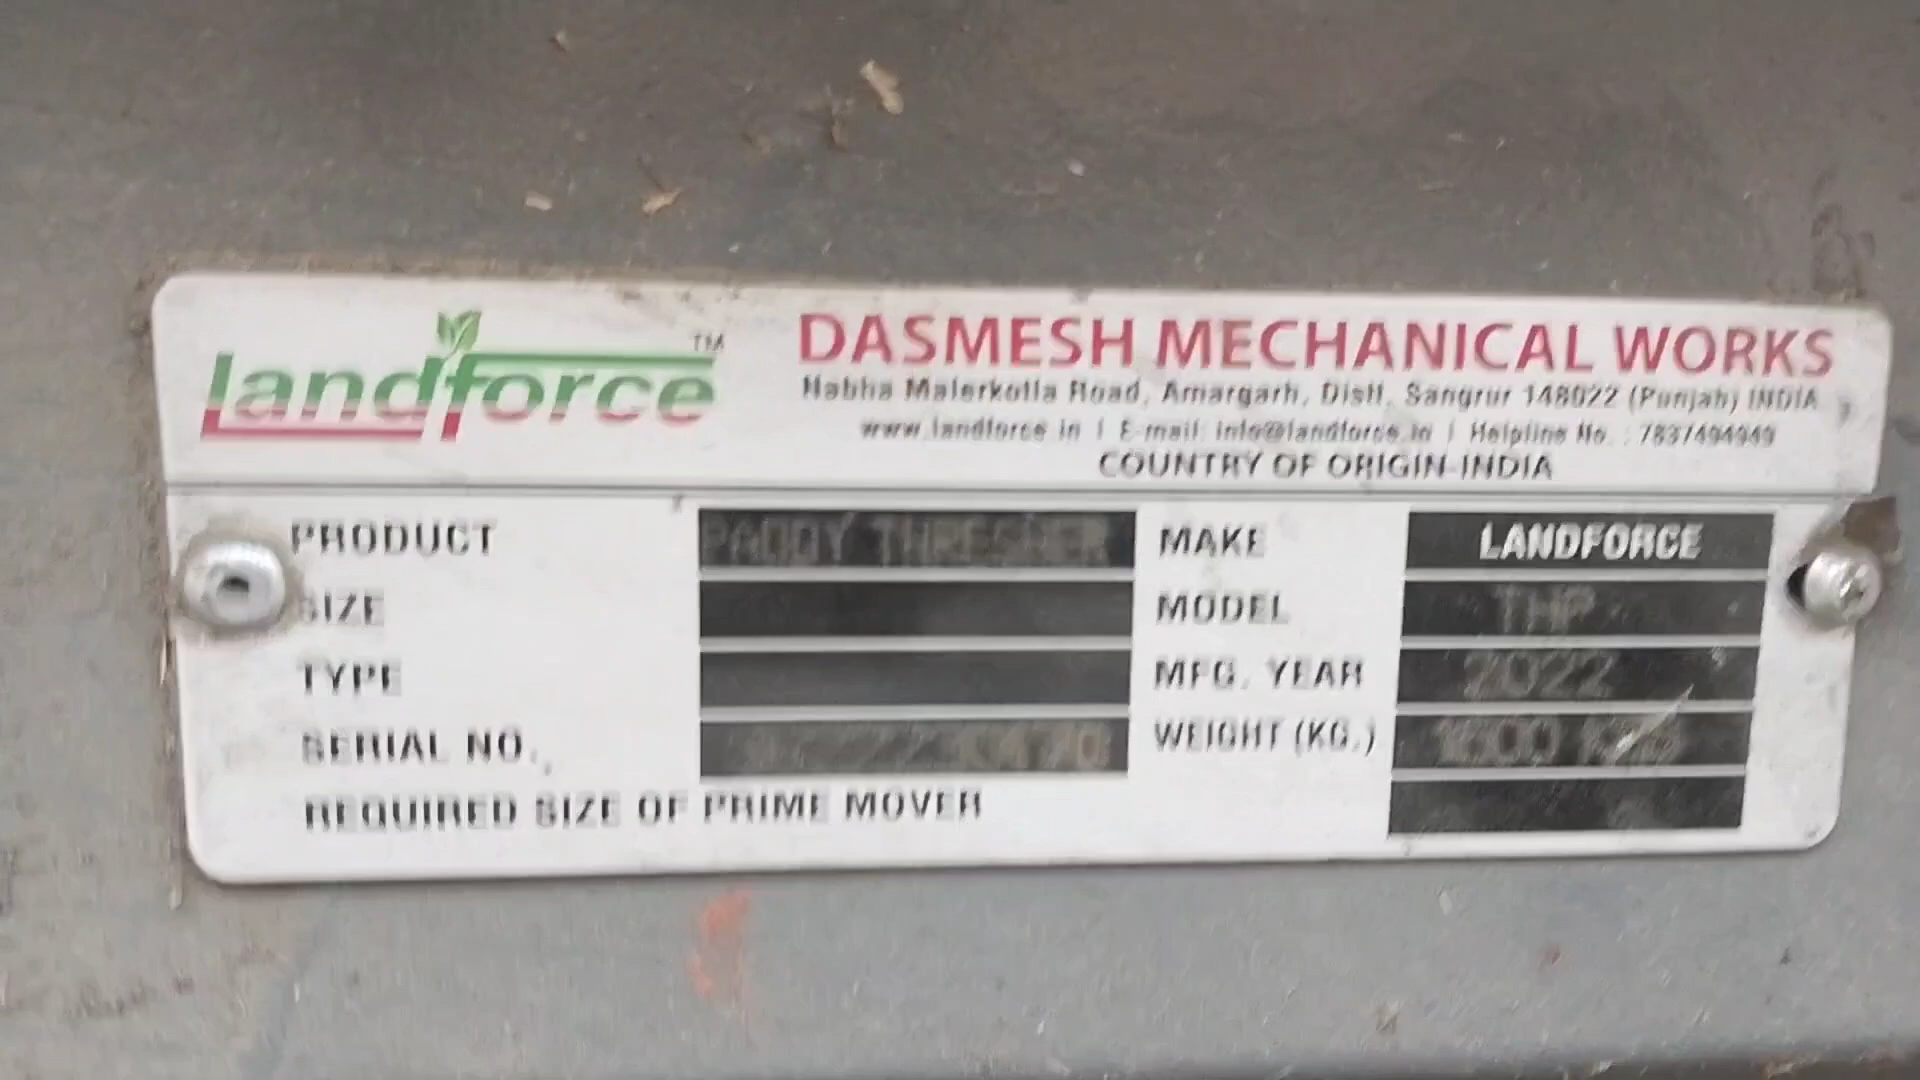 landforce TM
DASMESH MECHANICAL WORKS
Nabha Malerkotla Road, Amargarh, Distt. Sangrur 148022 (Punjab) INDIA
www.landforce.in | E-mail: info@landforce.in | Helpline No. : 7837494949
COUNTRY OF ORIGIN-INDIA
PRODUCT PADDY THRESHER MAKE LANDFORCE
SIZE MODEL THP
TYPE MFG. YEAR 2022
SERIAL NO. WEIGHT (KG.)
REQUIRED SIZE OF PRIME MOVER